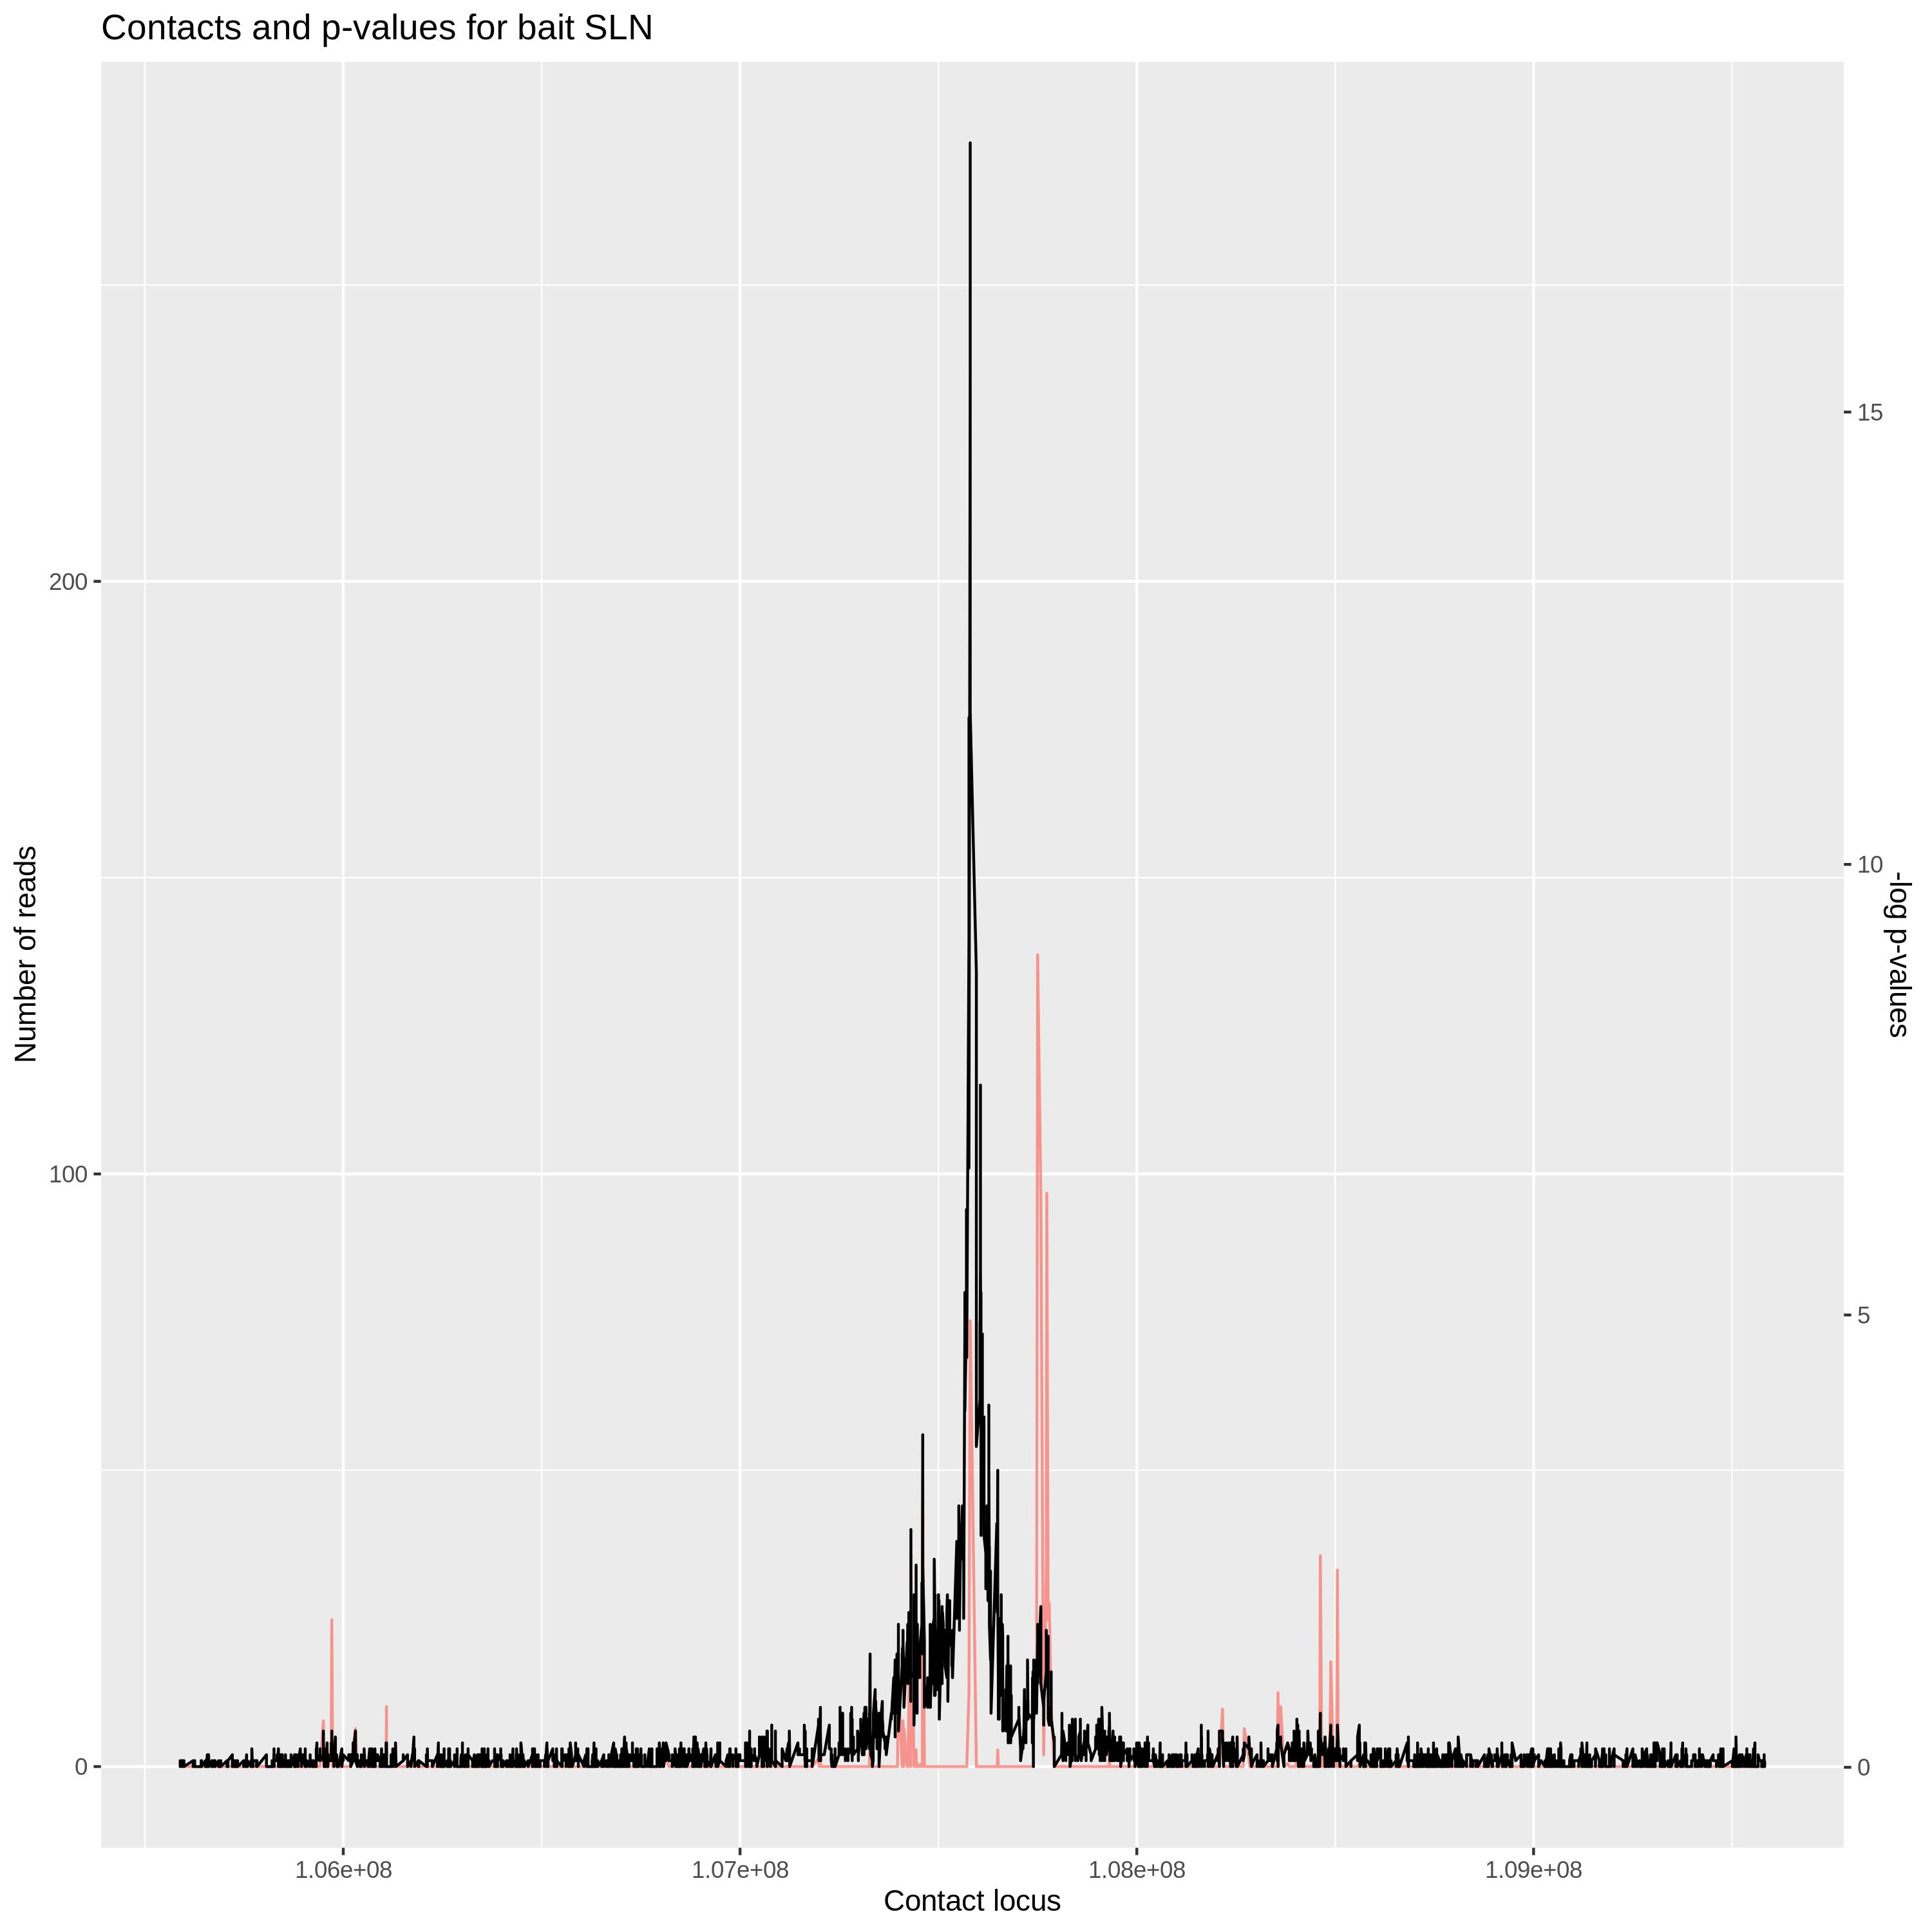 Contacts and p-values for bait SLN
Number of reads
200
100
0
15
10
5
0
-log p-values
1.06e+08
1.07e+08
1.08e+08
1.09e+08
Contact locus